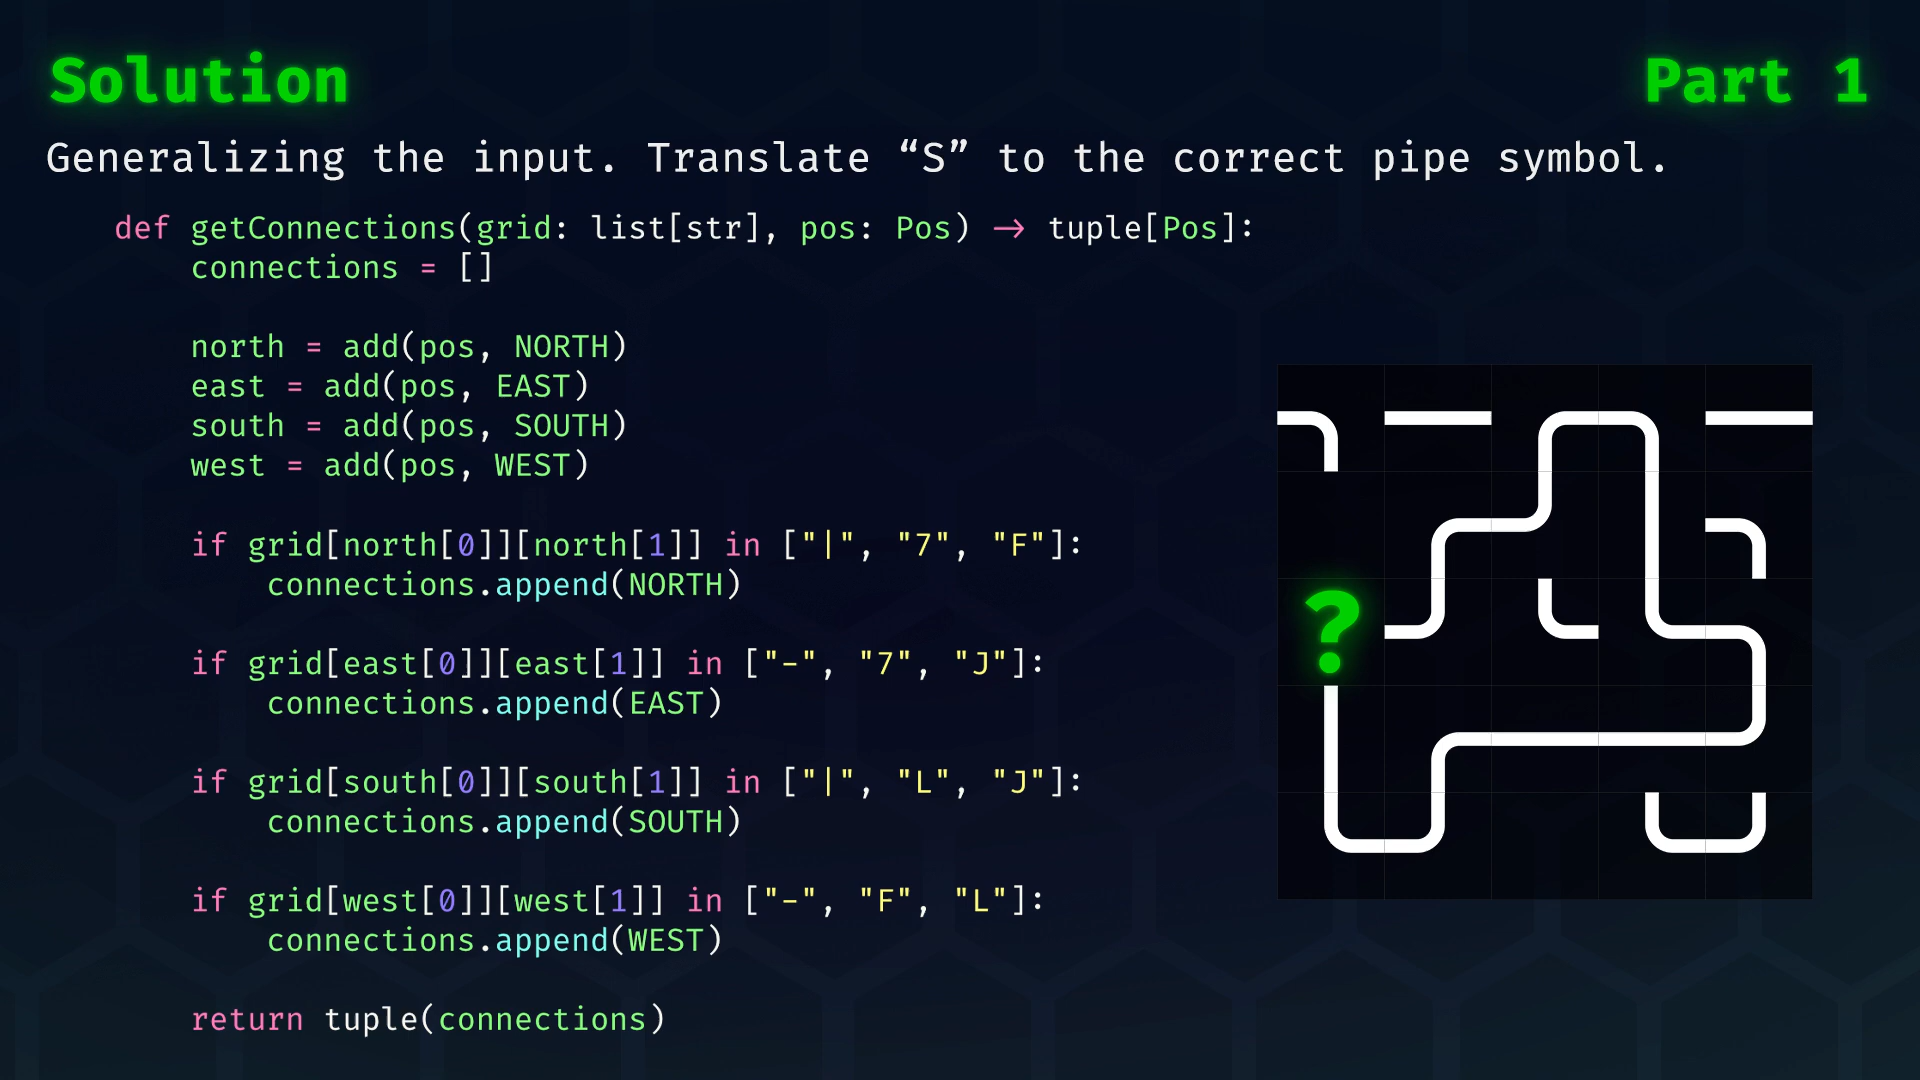 Solution
Part 1
Generalizing the input. Translate “S” to the correct pipe symbol.
def getConnections(grid: list[str], pos: Pos) -> tuple[Pos]:
    connections = []

    north = add(pos, NORTH)
    east = add(pos, EAST)
    south = add(pos, SOUTH)
    west = add(pos, WEST)

    if grid[north[0]][north[1]] in ["|", "7", "F"]:
        connections.append(NORTH)

    if grid[east[0]][east[1]] in ["-", "7", "J"]:
        connections.append(EAST)

    if grid[south[0]][south[1]] in ["|", "L", "J"]:
        connections.append(SOUTH)

    if grid[west[0]][west[1]] in ["-", "F", "L"]:
        connections.append(WEST)

    return tuple(connections)
?